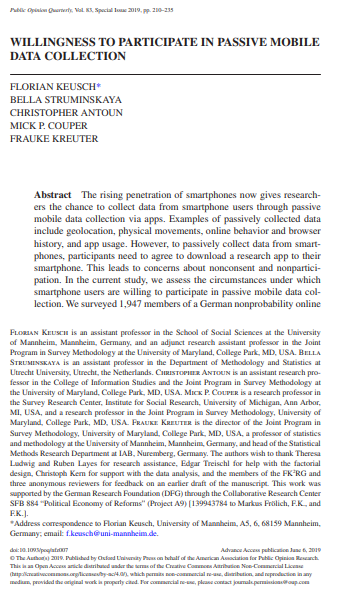 Public Opinion Quarterly, Vol. 83, Special Issue 2019, pp. 210–235
WILLINGNESS TO PARTICIPATE IN PASSIVE MOBILE
DATA COLLECTION
FLORIAN KEUSCH*
BELLA STRUMINSKAYA
CHRISTOPHER ANTOUN
MICK P. COUPER
FRAUKE KREUTER
Abstract The rising penetration of smartphones now gives research-
ers the chance to collect data from smartphone users through passive
mobile data collection via apps. Examples of passively collected data
include geolocation, physical movements, online behavior and browser
history, and app usage. However, to passively collect data from smart-
phones, participants need to agree to download a research app to their
smartphone. This leads to concerns about nonconsent and nonpartici-
pation. In the current study, we assess the circumstances under which
smartphone users are willing to participate in passive mobile data col-
lection. We surveyed 1,947 members of a German nonprobability online
FLORIAN KEUSCH is an assistant professor in the School of Social Sciences at the University
of Mannheim, Mannheim, Germany, and an adjunct research assistant professor in the Joint
Program in Survey Methodology at the University of Maryland, College Park, MD, USA. BELLA
STRUMINSKAYA is an assistant professor in the Department of Methodology and Statistics at
Utrecht University, Utrecht, the Netherlands. CHRISTOPHER ANTOUN is an assistant research pro-
fessor in the College of Information Studies and the Joint Program in Survey Methodology at
the University of Maryland, College Park, MD, USA. MICK P. COUPER is a research professor in
the Survey Research Center, Institute for Social Research, University of Michigan, Ann Arbor,
MI, USA, and a research professor in the Joint Program in Survey Methodology, University of
Maryland, College Park, MD, USA. FRAUKE KREUTER is the director of the Joint Program in
Survey Methodology, University of Maryland, College Park, MD, USA, a professor of statistics
and methodology at the University of Mannheim, Mannheim, Germany, and head of the Statistical
Methods Research Department at IAB, Nuremberg, Germany. The authors wish to thank Theresa
Ludwig and Ruben Layes for research assistance, Edgar Treischl for help with the factorial
design, Christoph Kern for support with the data analysis, and the members of the FK²RG and
three anonymous reviewers for feedback on an earlier draft of the manuscript. This work was
supported by the German Research Foundation (DFG) through the Collaborative Research Center
SFB 884 “Political Economy of Reforms” (Project A9) [139943784 to Markus Frölich, F.K., and
F.K.].
*Address correspondence to Florian Keusch, University of Mannheim, A5, 6, 68159 Mannheim,
Germany; email: f.keusch@uni-mannheim.de.
doi:10.1093/poq/nfz007 Advance Access publication June 6, 2019
© The Author(s) 2019. Published by Oxford University Press on behalf of the American Association for Public Opinion Research.
This is an Open Access article distributed under the terms of the Creative Commons Attribution Non-Commercial License
(http://creativecommons.org/licenses/by-nc/4.0/), which permits non-commercial re-use, distribution, and reproduction in any
medium, provided the original work is properly cited. For commercial re-use, please contact journals.permissions@oup.com